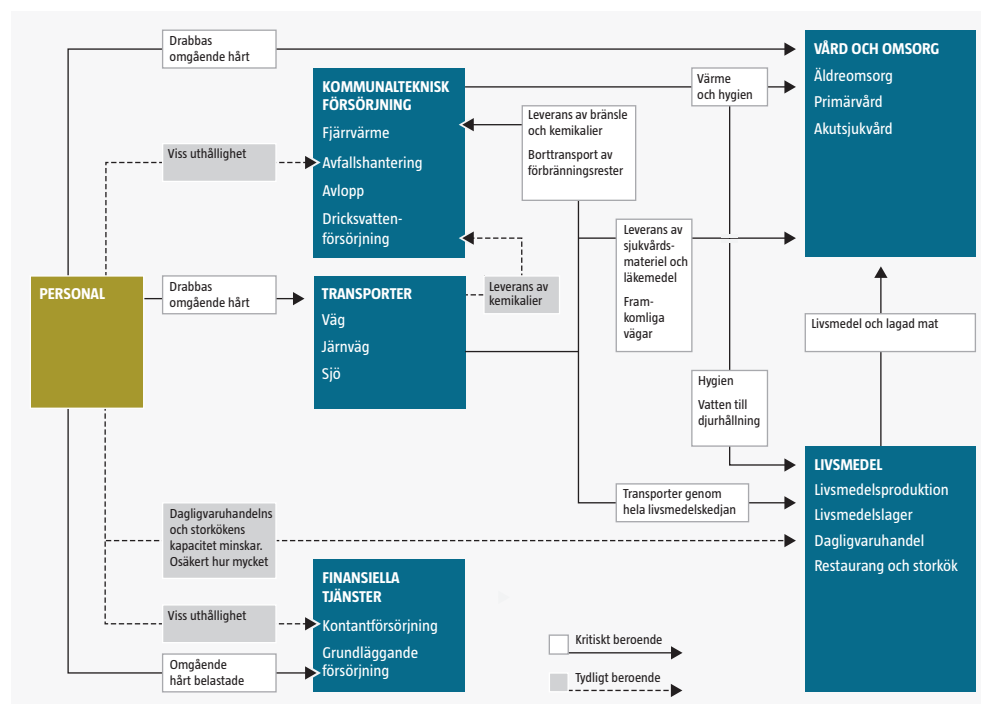 Drabbas
omgående hårt
VÅRD OCH OMSORG
Äldreomsorg
Primärvård
Akutsjukvård
KOMMUNALTEKNISK
FÖRSÖRJNING
Fjärrvärme
Avfallshantering
Avlopp
Dricksvatten-
försörjning
Värme
och hygien
Leverans av bränsle
och kemikalier
Borttransport av
förbränningsrester
Viss uthållighet
Leverans av
sjukvårds-
materiel och
läkemedel
Fram-
komliga
vägar
PERSONAL
Drabbas
omgående hårt
TRANSPORTER
Väg
Järnväg
Sjö
Leverans av
kemikalier
Livsmedel och lagad mat
Hygien
Vatten till
djurhållning
LIVSMEDEL
Livsmedelsproduktion
Livsmedelslager
Dagligvaruhandel
Restaurang och storkök
Transporter genom
hela livsmedelskedjan
Dagligvaruhandelns
och storkökens
kapacitet minskar.
Osäkert hur mycket
FINANSIELLA
TJÄNSTER
Kontantförsörjning
Grundläggande
försörjning
Viss uthållighet
Omgående
hårt belastade
Kritiskt beroende
Tydligt beroende